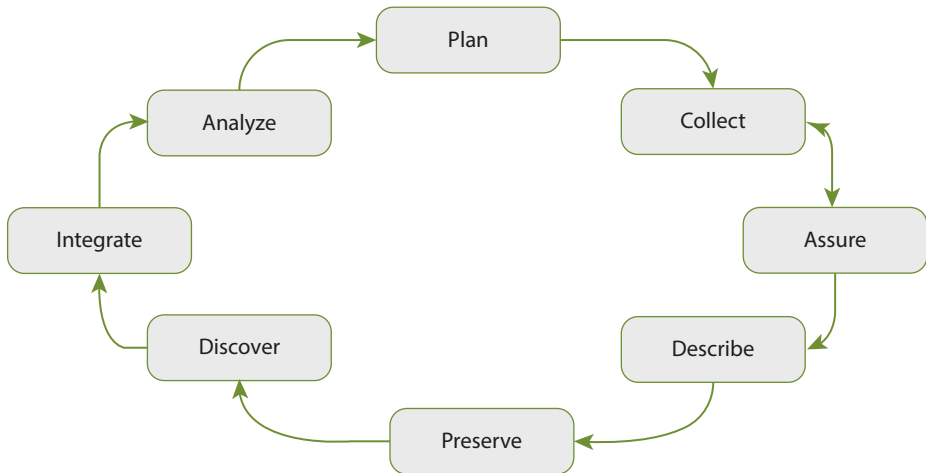 Plan
Collect
Assure
Describe
Preserve
Discover
Integrate
Analyze